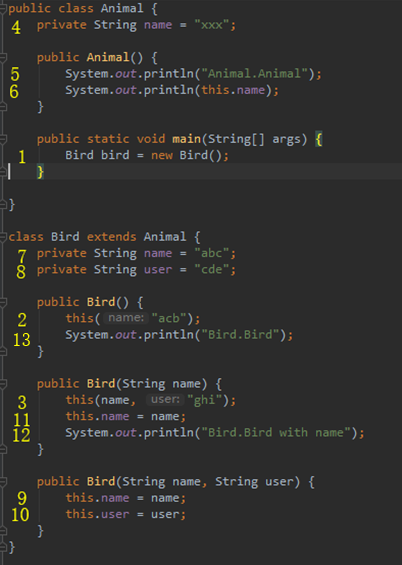 public class Animal {
4 private String name = "xxx";
public Animal() {
5 System.out.println("Animal.Animal");
6 System.out.println(this.name);
}
public static void main(String[] args) {
1 Bird bird = new Bird();
}
}
class Bird extends Animal {
7 private String name = "abc";
8 private String user = "cde";
public Bird() {
2 this( name: "acb");
13 System.out.println("Bird.Bird");
}
public Bird(String name) {
3 this(name, user: "ghi");
11 this.name = name;
12 System.out.println("Bird.Bird with name");
}
public Bird(String name, String user) {
9 this.name = name;
10 this.user = user;
}
}